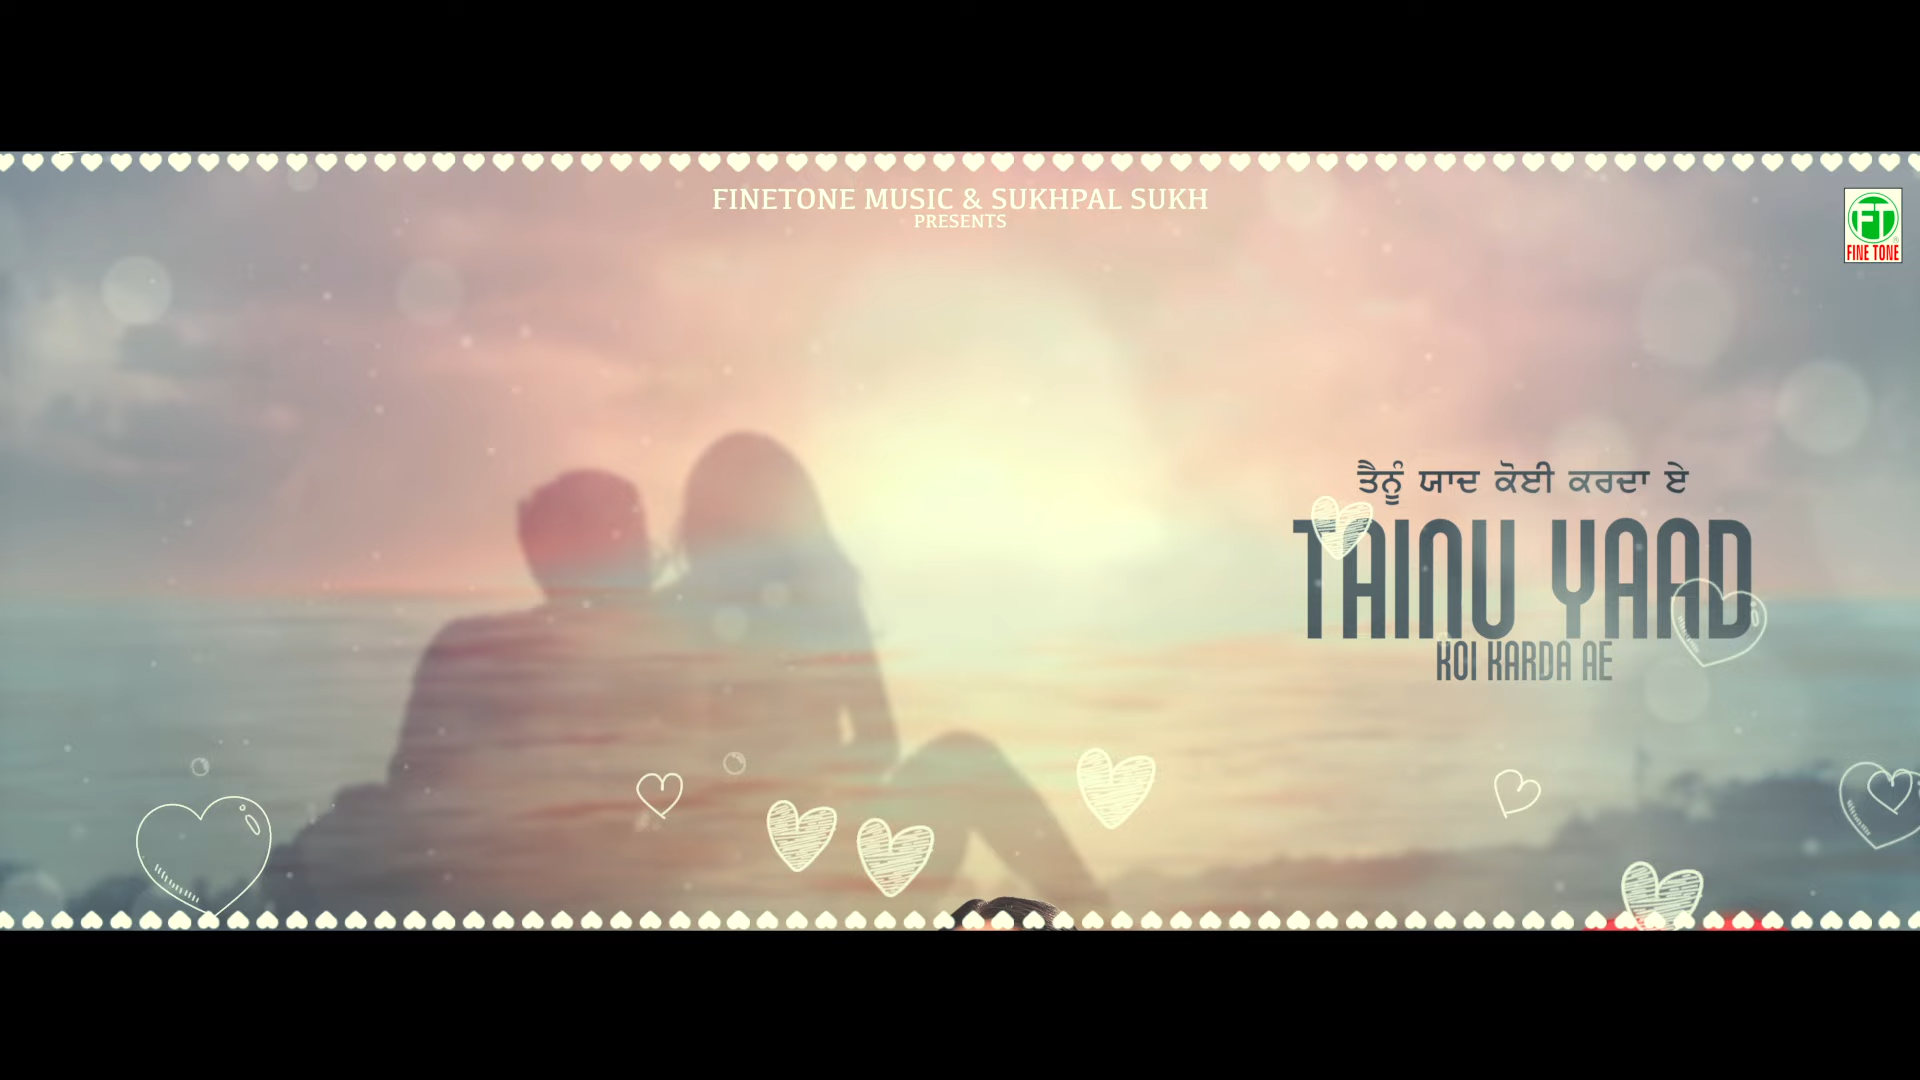 FINETONE MUSIC & SUKHPAL SUKH
PRESENTS
FT
FINE TONE
ਤੈਨੂੰ ਯਾਦ ਕੋਈ ਕਰਦਾ ਏ
TAINU YAAD
KOI KARDA AE